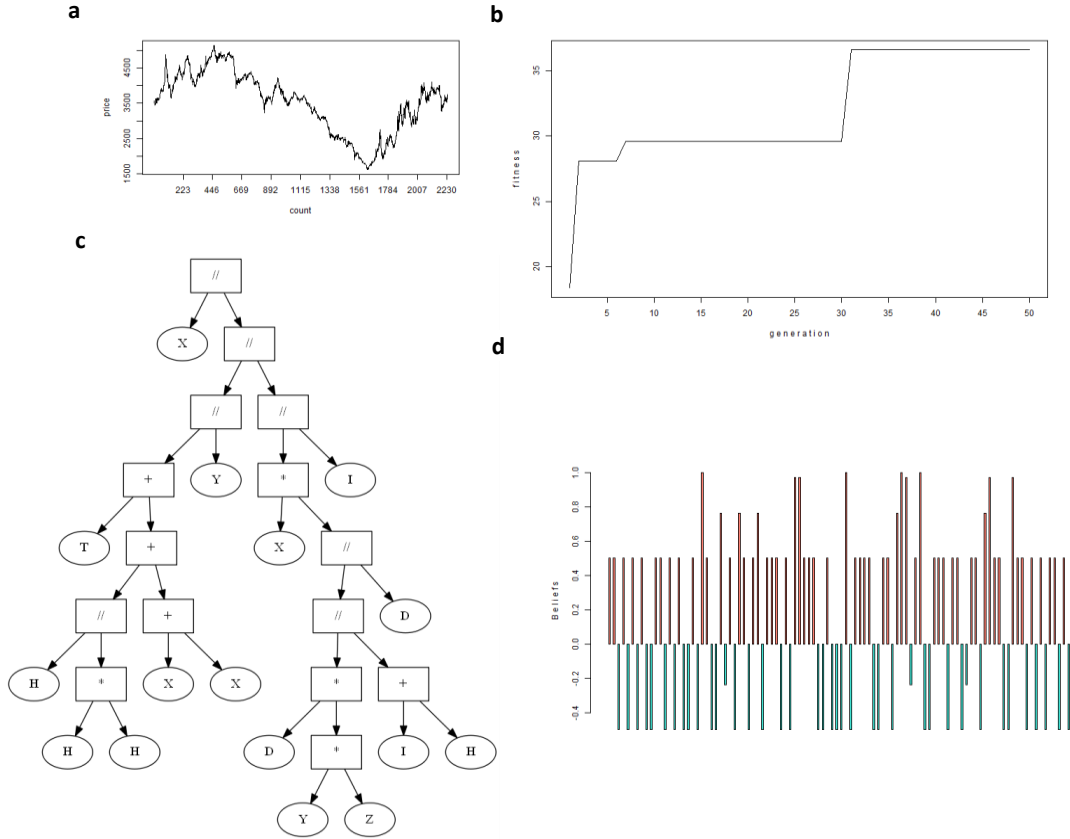 a
4500
3500
2500
1500
price
223 446 669 892 1115 1338 1561 1784 2007 2230
count
b
35
30
25
20
fitness
5 10 15 20 25 30 35 40 45 50
generation
c
//
X //
// //
+ Y * I
T + X //
// + // D
H * X X * +
H H D * I H
Y Z
d
1.0
0.8
0.6
0.4
0.2
0.0
-0.2
-0.4
Beliefs